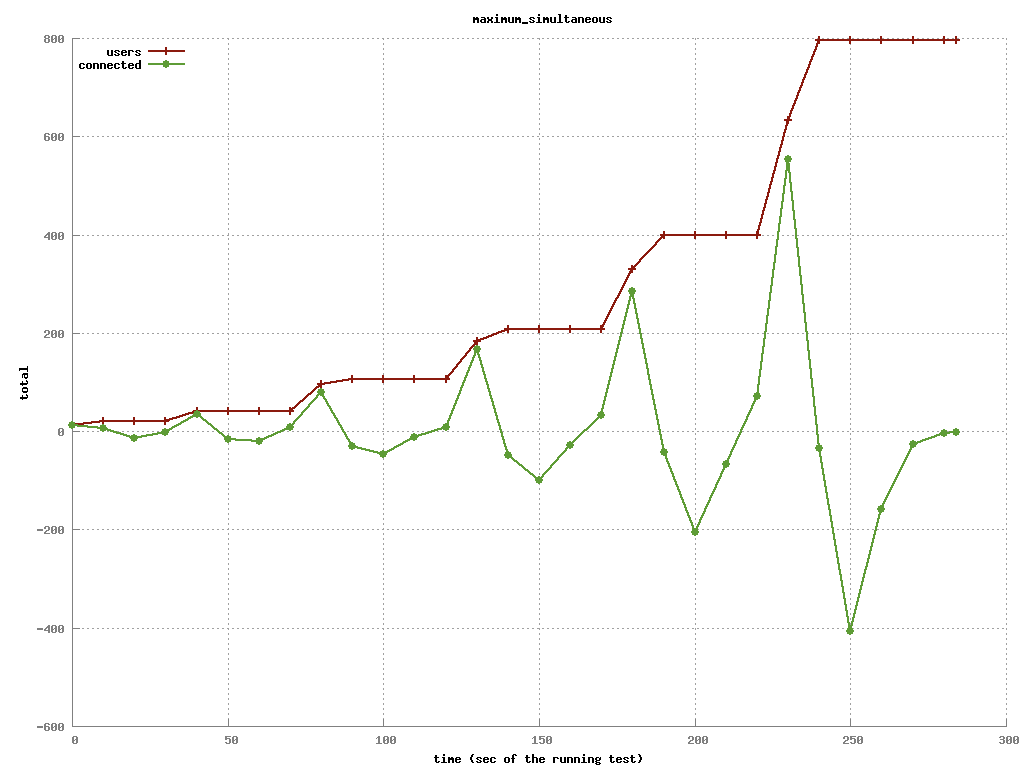 maximum_simultaneous
users
connected
800
600
400
200
0
-200
-400
-600
total
0 50 100 150 200 250 300
time (sec of the running test)